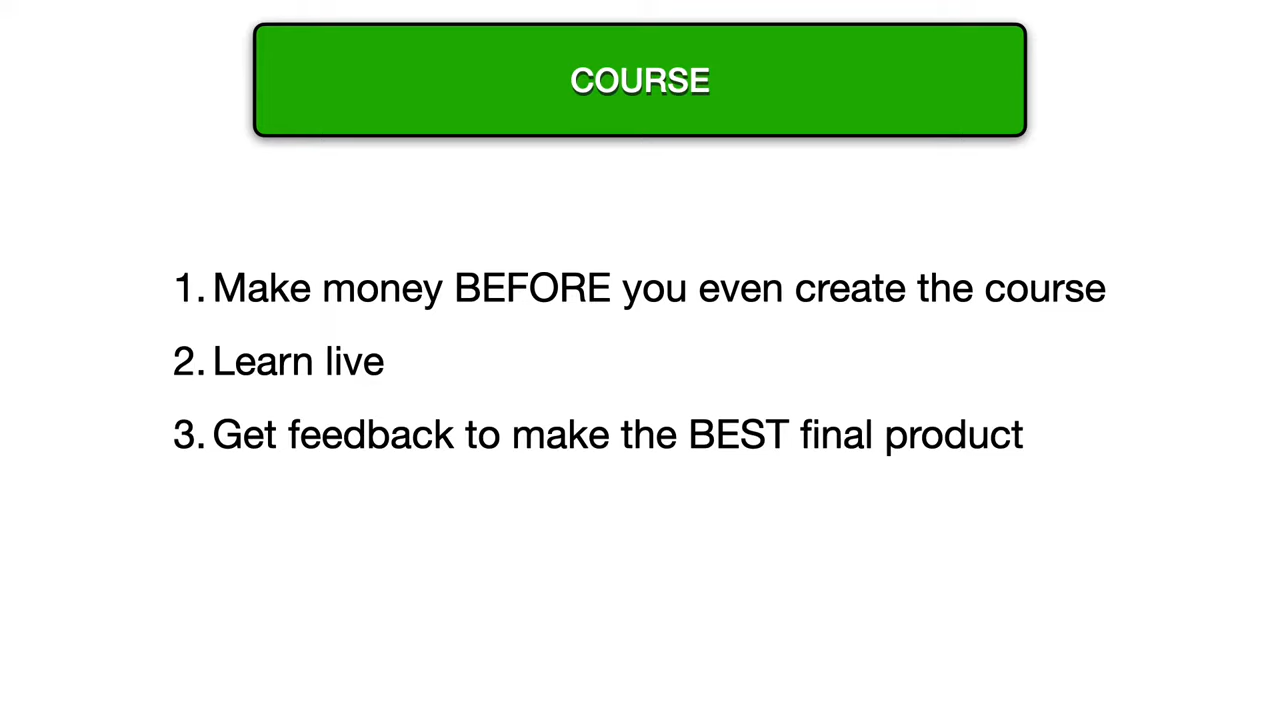 COURSE
1. Make money BEFORE you even create the course
2. Learn live
3. Get feedback to make the BEST final product